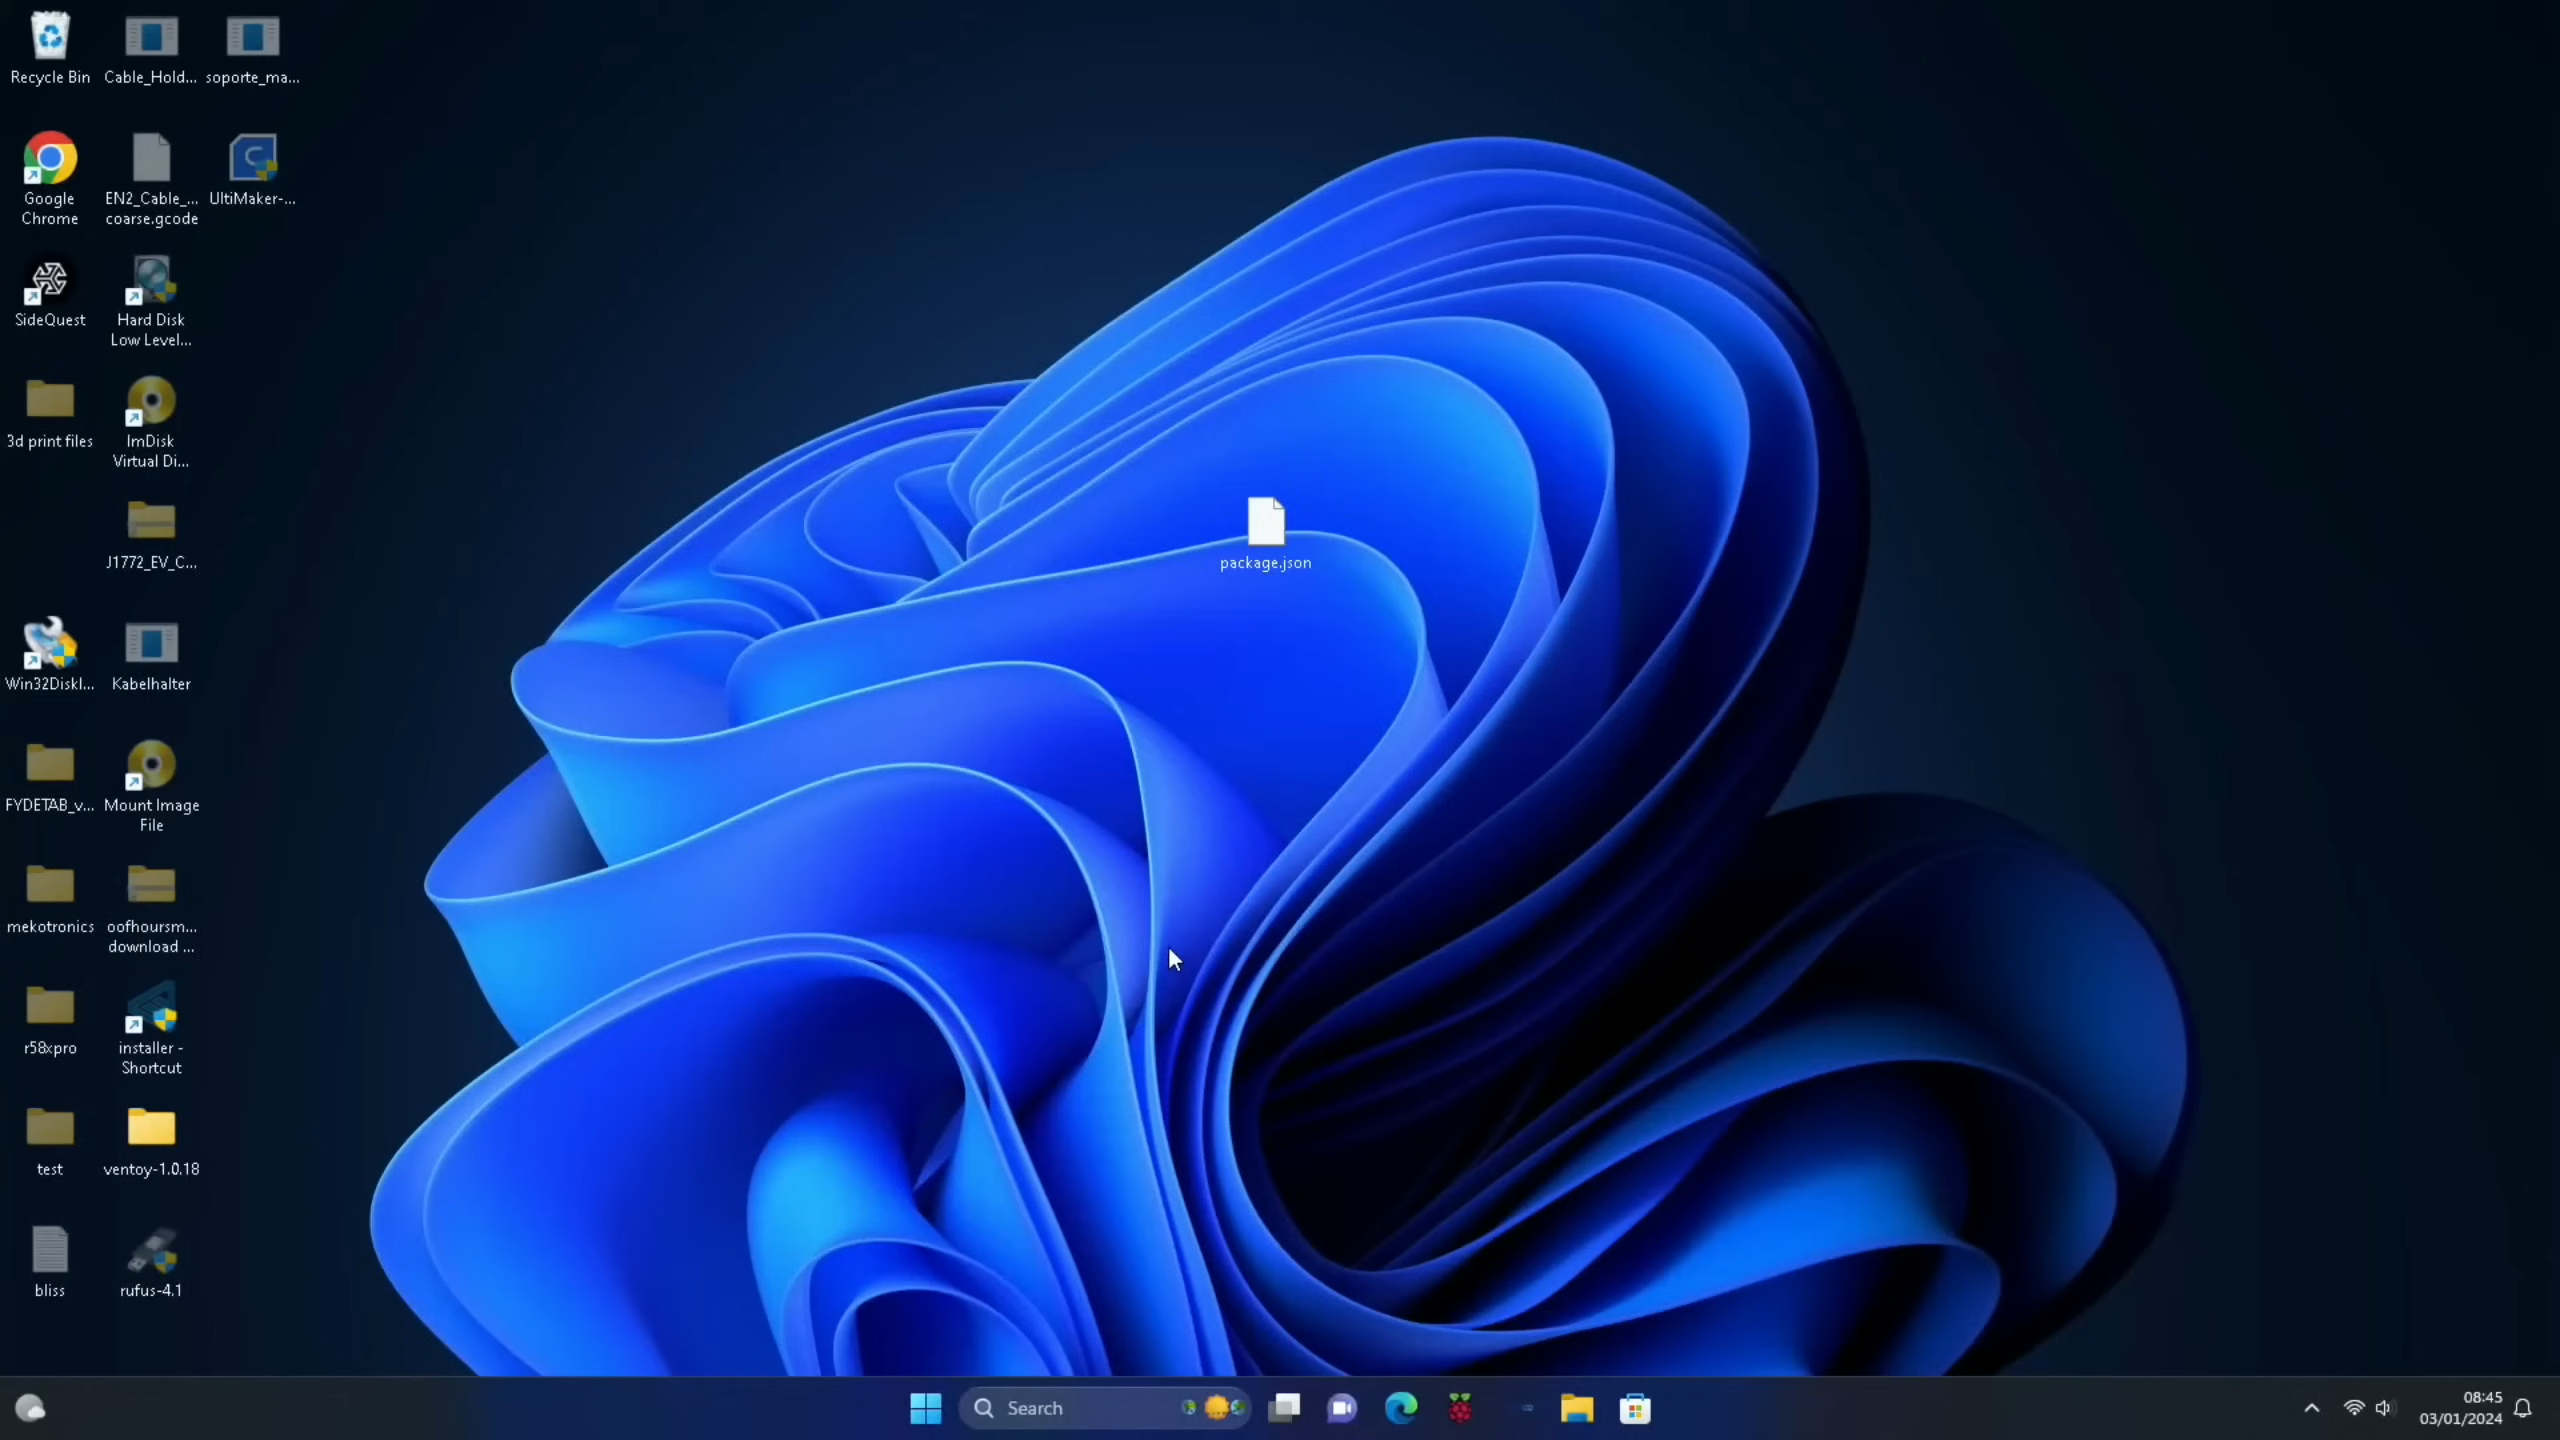 Recycle Bin
Cable_Hold...
soporte_ma...
Google
Chrome
EN2_Cable_...
coarse.gcode
UltiMaker-...
SideQuest
Hard Disk
Low Level...
3d print files
ImDisk
Virtual Di...
J1772_EV_C...
package.json
Win32DiskI...
Kabelhalter
FYDETAB_v...
Mount Image
File
mekotronics
oofhoursm...
download ...
r58xpro
installer -
Shortcut
test
ventoy-1.0.18
bliss
rufus-4.1
Search
08:45
03/01/2024